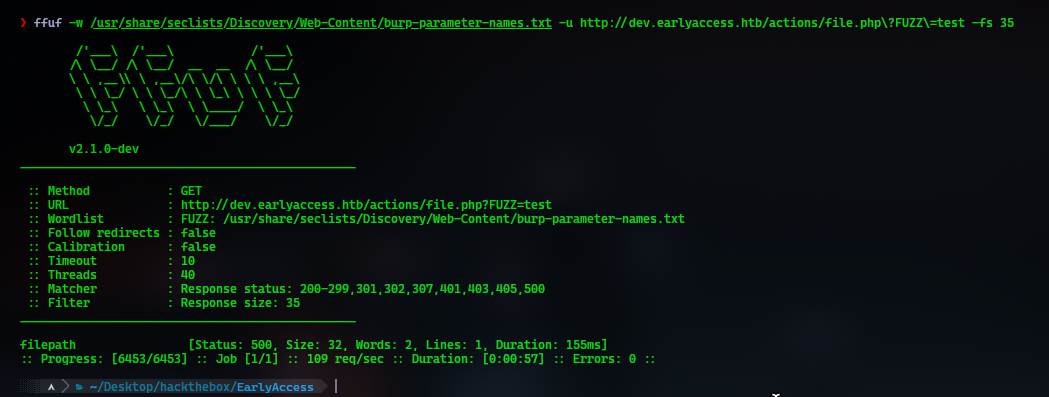 ❯ ffuf -w /usr/share/seclists/Discovery/Web-Content/burp-parameter-names.txt -u http://dev.earlyaccess.htb/actions/file.php\?FUZZ\=test -fs 35
v2.1.0-dev
:: Method : GET
:: URL : http://dev.earlyaccess.htb/actions/file.php?FUZZ=test
:: Wordlist : FUZZ: /usr/share/seclists/Discovery/Web-Content/burp-parameter-names.txt
:: Follow redirects : false
:: Calibration : false
:: Timeout : 10
:: Threads : 40
:: Matcher : Response status: 200-299,301,302,307,401,403,405,500
:: Filter : Response size: 35
filepath [Status: 500, Size: 32, Words: 2, Lines: 1, Duration: 155ms]
:: Progress: [6453/6453] :: Job [1/1] :: 109 req/sec :: Duration: [0:00:57] :: Errors: 0 ::
~/Desktop/hackthebox/EarlyAccess